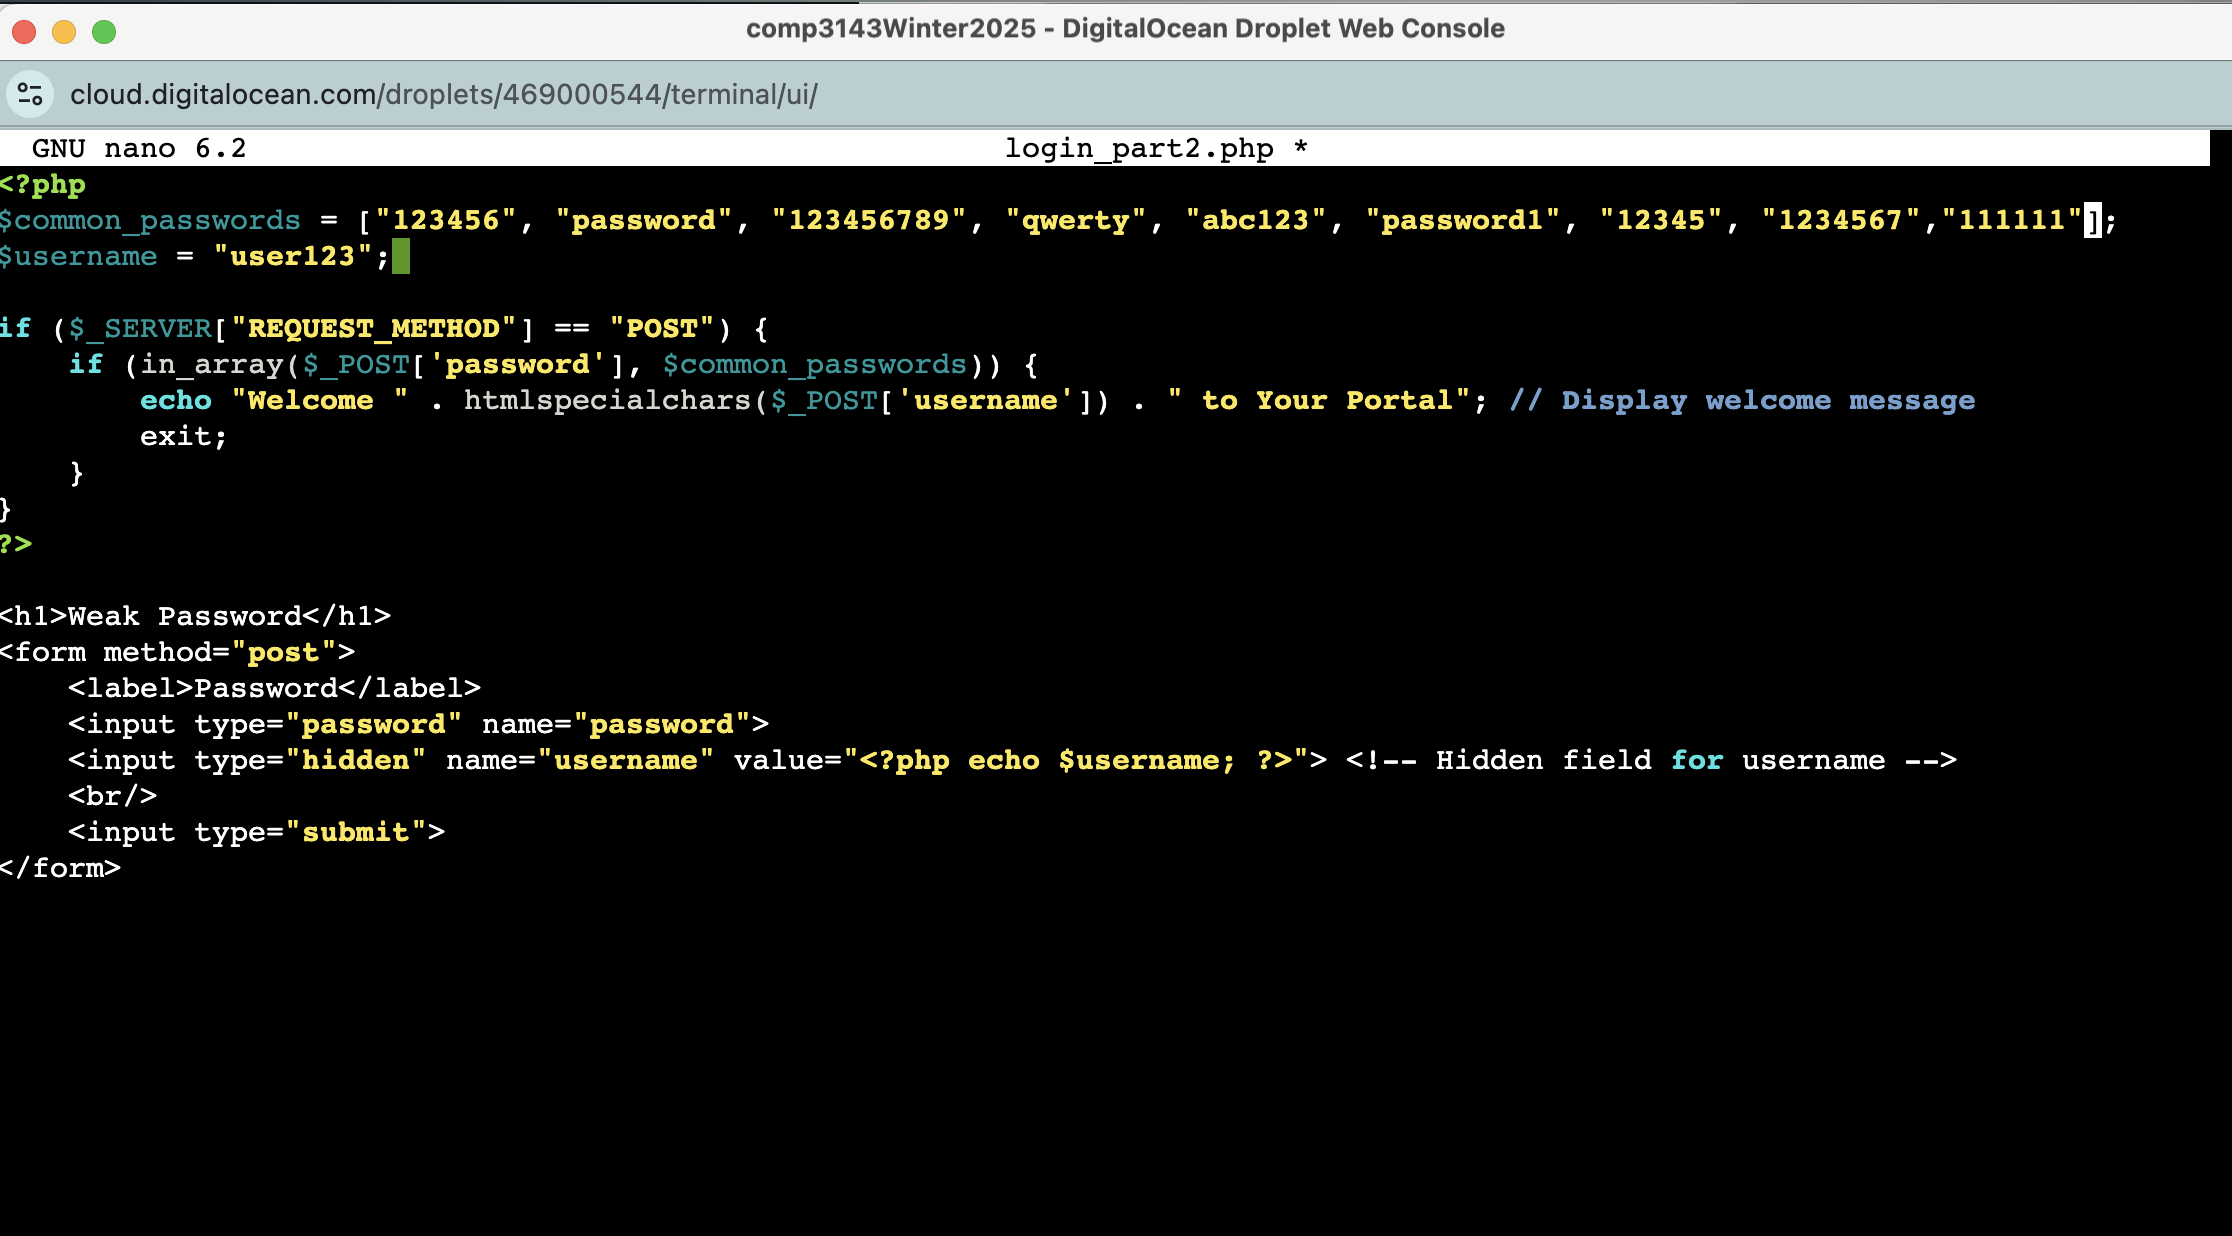 comp3143Winter2025 - DigitalOcean Droplet Web Console
cloud.digitalocean.com/droplets/469000544/terminal/ui/
GNU nano 6.2 login_part2.php *
<?php
$common_passwords = ["123456", "password", "123456789", "qwerty", "abc123", "password1", "12345", "1234567","111111"];
$username = "user123";
if ($_SERVER["REQUEST_METHOD"] == "POST") {
    if (in_array($_POST['password'], $common_passwords)) {
        echo "Welcome " . htmlspecialchars($_POST['username']) . " to Your Portal"; // Display welcome message
        exit;
    }
}
?>
<h1>Weak Password</h1>
<form method="post">
    <label>Password</label>
    <input type="password" name="password">
    <input type="hidden" name="username" value="<?php echo $username; ?>"> <!-- Hidden field for username -->
    <br/>
    <input type="submit">
</form>